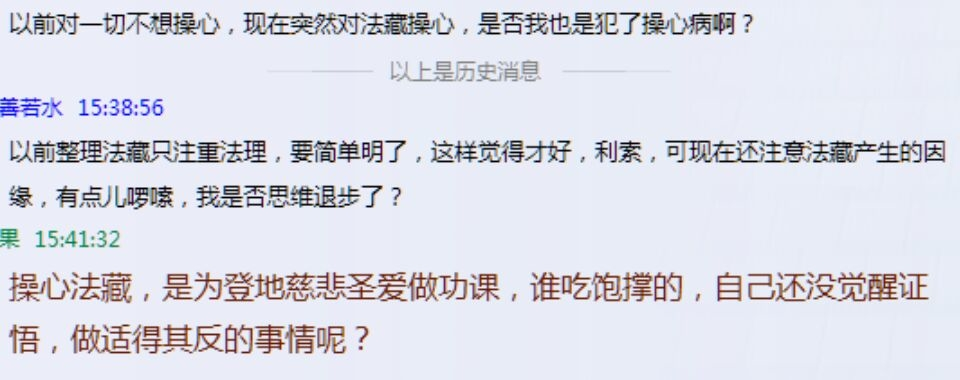 以前对一切不想操心，现在突然对法藏操心，是否我也是犯了操心病啊？
以上是历史消息
善若水 15:38:56
以前整理法藏只注重法理，要简单明了，这样觉得才好，利索，可现在还注意法藏产生的因
缘，有点儿啰嗦，我是否思维退步了？
果 15:41:32
操心法藏，是为登地慈悲圣爱做功课，谁吃饱撑的，自己还没觉醒证
悟，做适得其反的事情呢？